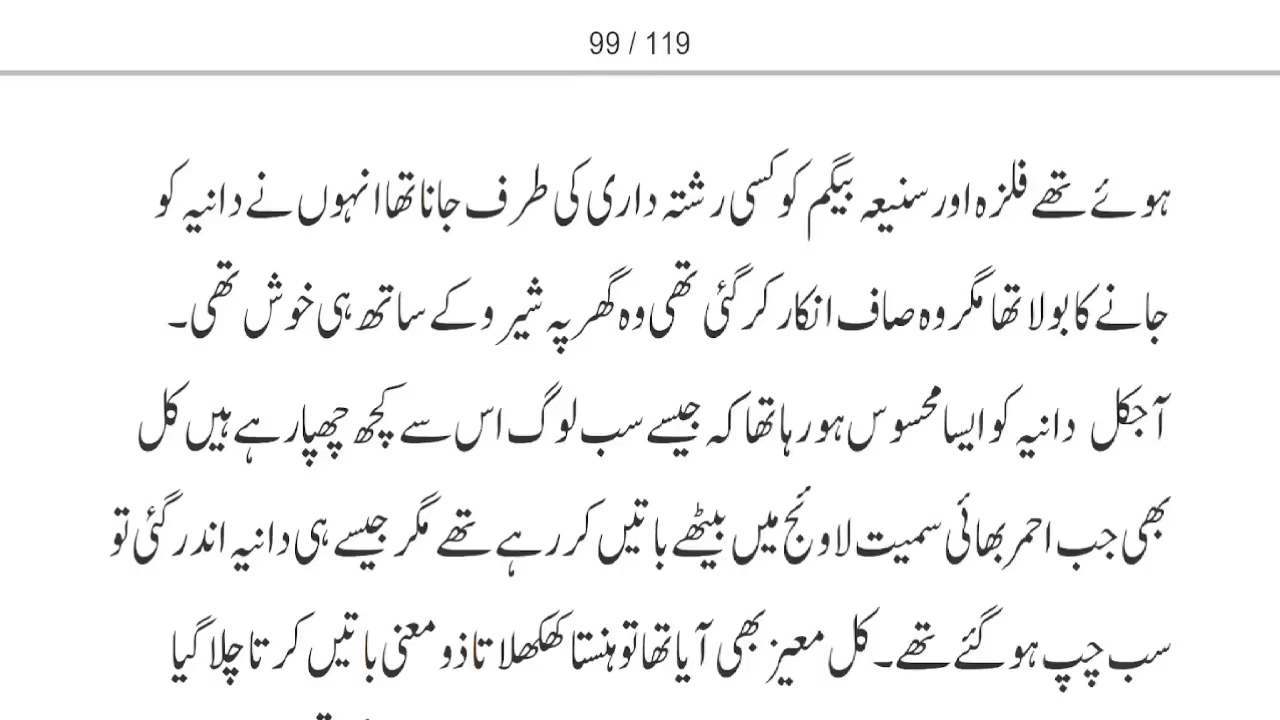 99 / 119
ہوئے تھے فلزہ اور سنیعہ بیگم کو کسی رشتہ داری کی طرف جانا تھا انہوں نے دانیہ کو
جانے کا بولا تھا مگر وہ صاف انکار کر گئی تھی وہ گھر پہ شیرو کے ساتھ ہی خوش تھی۔
آجکل دانیہ کو ایسا محسوس ہو رہا تھا کہ جیسے سب لوگ اس سے کچھ چھپا رہے ہیں کل
بھی جب احمر بھائی سمیت لاونج میں بیٹھے باتیں کر رہے تھے مگر جیسے ہی دانیہ اندر گئی تو
سب چپ ہو گئے تھے۔ کل معیز بھی آیا تھا تو ہنستا کھکھلاتا ذو معنی باتیں کرتا چلا گیا